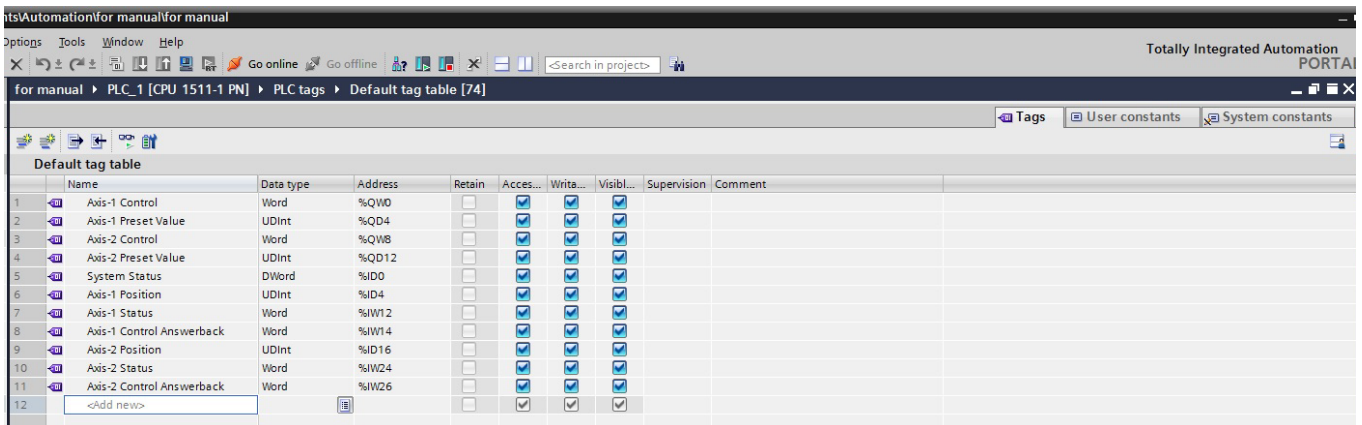 nts\Automation\for manual\for manual
Options Tools Window Help
Totally Integrated Automation
PORTAL
Go online Go offline <Search in project>
for manual PLC_1 [CPU 1511-1 PN] PLC tags Default tag table [74]
Tags User constants System constants
Default tag table
Name Data type Address Retain Acces... Writa... Visibl... Supervision Comment
1 Axis-1 Control Word %QW0
2 Axis-1 Preset Value UDInt %QD4
3 Axis-2 Control Word %QW8
4 Axis-2 Preset Value UDInt %QD12
5 System Status DWord %ID0
6 Axis-1 Position UDInt %ID4
7 Axis-1 Status Word %IW12
8 Axis-1 Control Answerback Word %IW14
9 Axis-2 Position UDInt %ID16
10 Axis-2 Status Word %IW24
11 Axis-2 Control Answerback Word %IW26
12 <Add new>